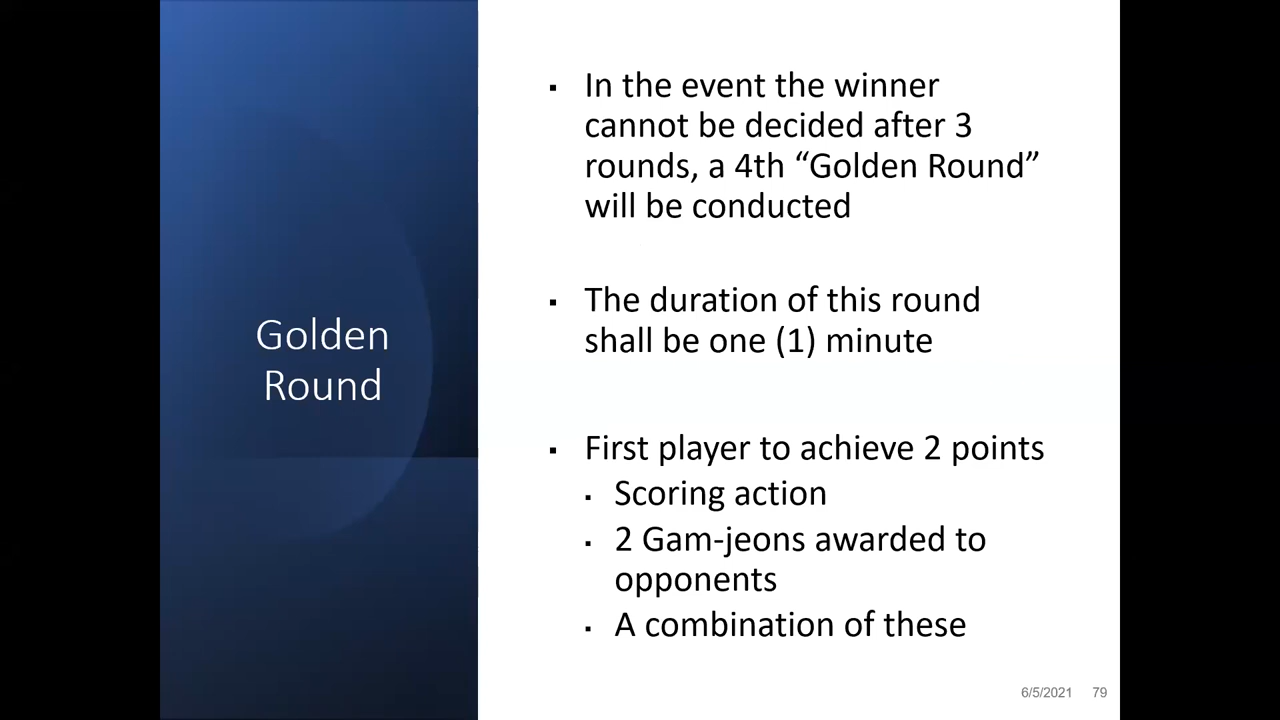 Golden
Round
▪ In the event the winner
cannot be decided after 3
rounds, a 4th “Golden Round”
will be conducted
▪ The duration of this round
shall be one (1) minute
▪ First player to achieve 2 points
▪ Scoring action
▪ 2 Gam-jeons awarded to
opponents
▪ A combination of these
6/5/2021 79